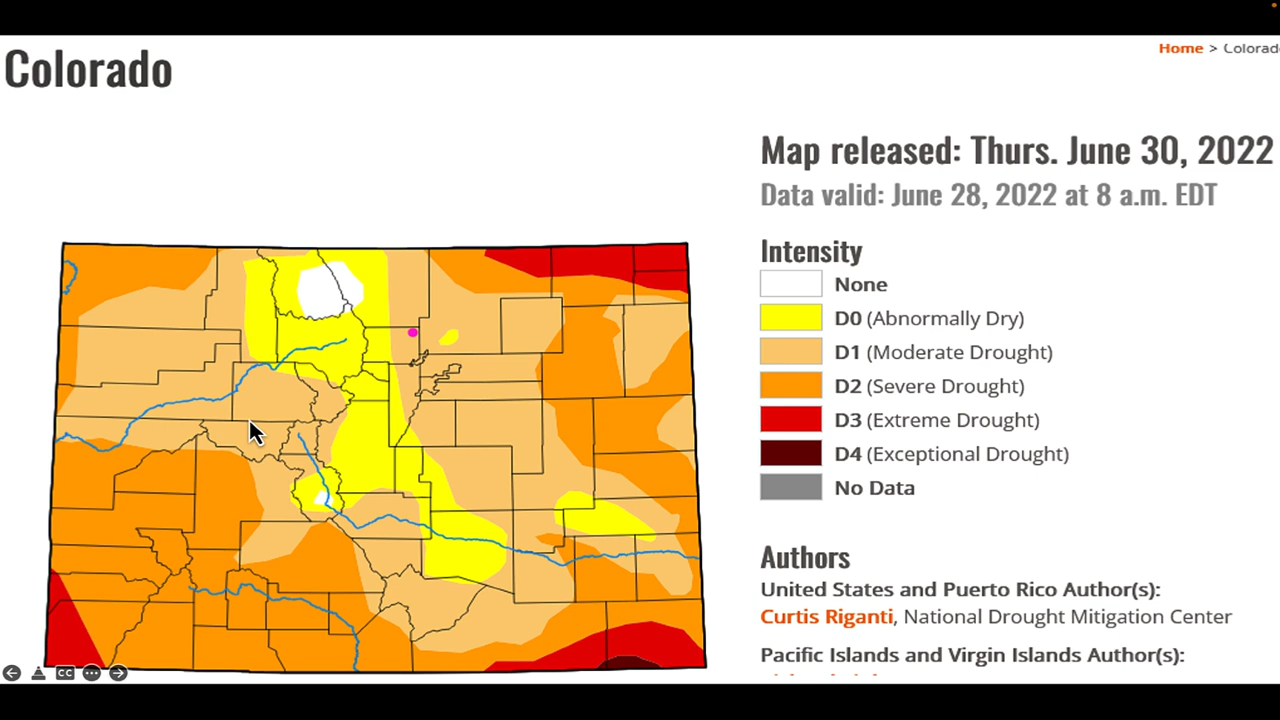 Colorado
Home > Colorad
Map released: Thurs. June 30, 2022
Data valid: June 28, 2022 at 8 a.m. EDT
Intensity
None
D0 (Abnormally Dry)
D1 (Moderate Drought)
D2 (Severe Drought)
D3 (Extreme Drought)
D4 (Exceptional Drought)
No Data
Authors
United States and Puerto Rico Author(s):
Curtis Riganti, National Drought Mitigation Center
Pacific Islands and Virgin Islands Author(s):
CC